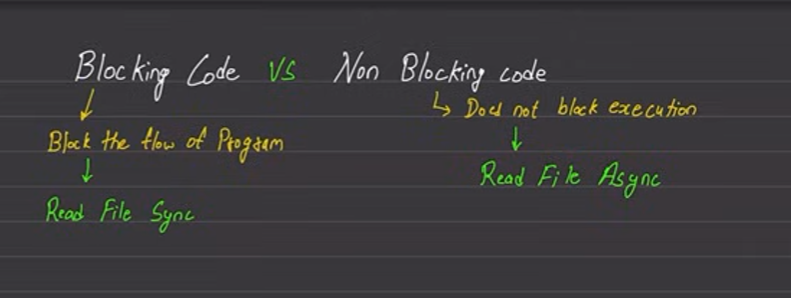 Blocking Code VS Non Blocking code
Block the flow of Program
Read File Sync
↳ Does not block execution
Read File Async